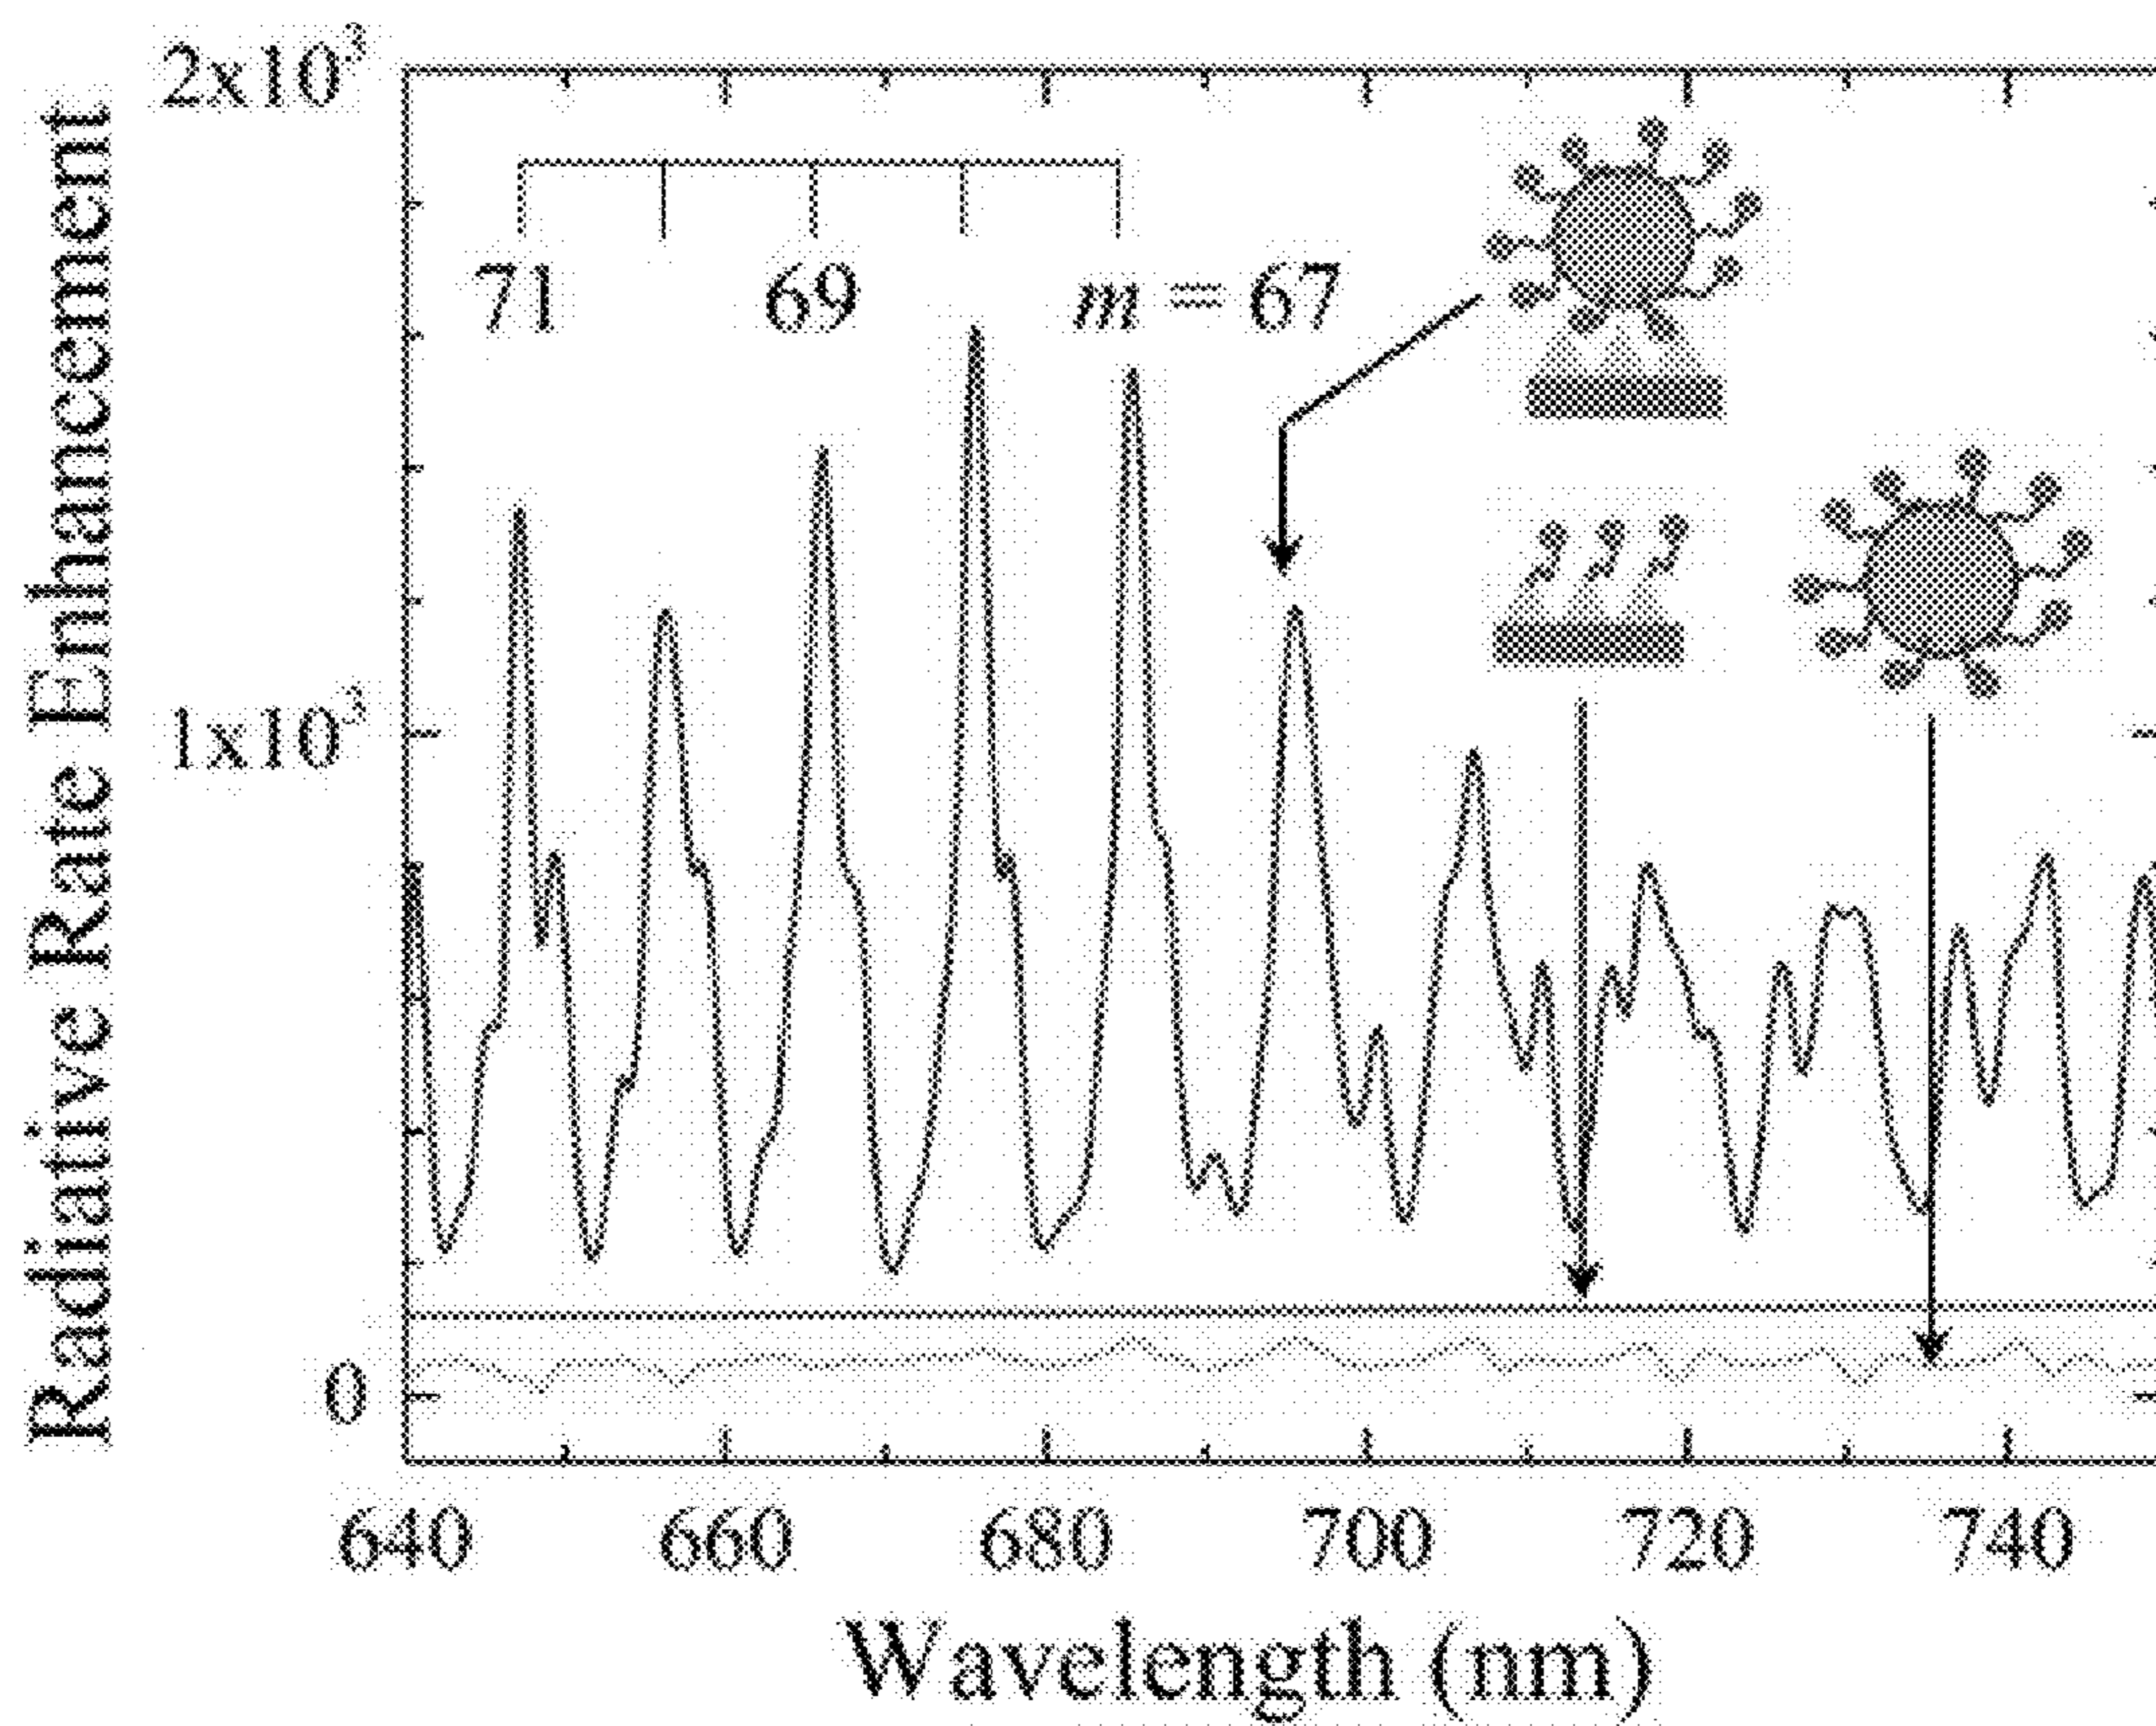 Radiative Rate Enhancement
2x10³
71 69 m = 67
1x10³
0
640 660 680 700 720 740
Wavelength (nm)